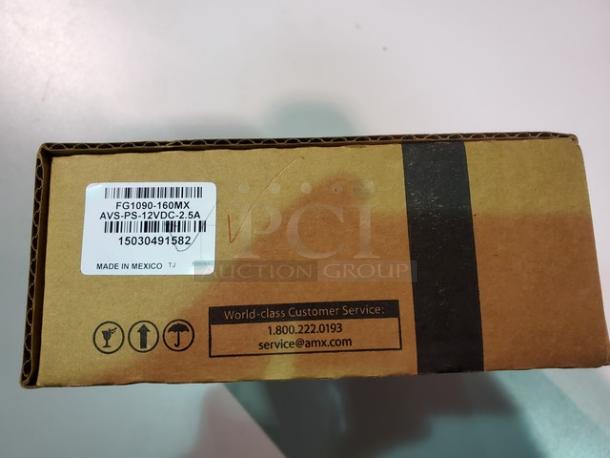 FG1090-160MX
AVS-PS-12VDC-2.5A
15030491582
MADE IN MEXICO TJ
PCI
AUCTION GROUP
World-class Customer Service:
1.800.222.0193
service@amx.com